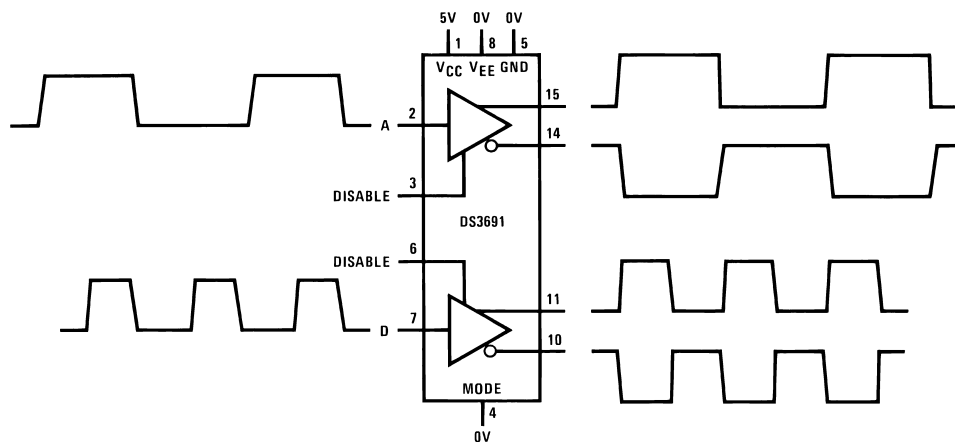 5V 0V 0V
1 8 5
VCC VEE GND
15
2
A
14
3
DISABLE
DS3691
6
DISABLE
11
7
D
10
MODE
4
0V